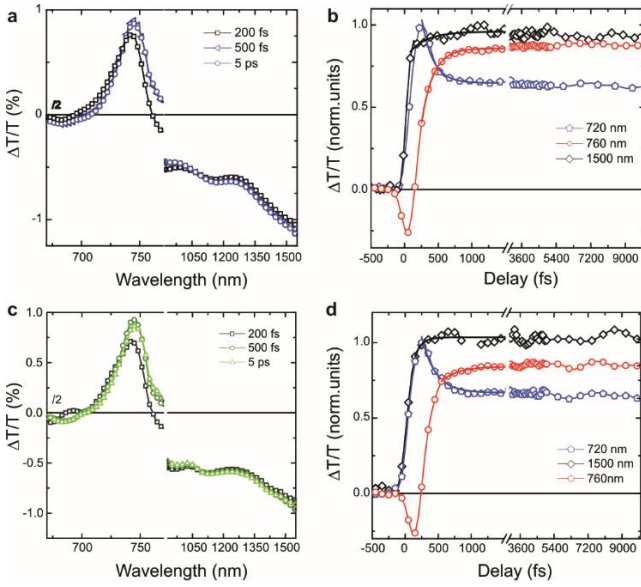 a
200 fs
500 fs
5 ps
1
0
-1
/2
ΔT/T (%)
700 750 900 1050 1200 1350 1500
Wavelength (nm)
b
1.0
0.5
0.0
ΔT/T (norm.units)
720 nm
760 nm
1500 nm
-500 0 500 1000 3600 5400 7200 9000
Delay (fs)
c
200 fs
500 fs
5 ps
1.0
0.5
0.0
-0.5
-1.0
/2
ΔT/T (%)
700 750 900 1050 1200 1350 1500
Wavelength (nm)
d
1.0
0.5
0.0
ΔT/T (norm.units)
720 nm
1500 nm
760nm
-500 0 500 1000 3600 5400 7200 9000
Delay (fs)